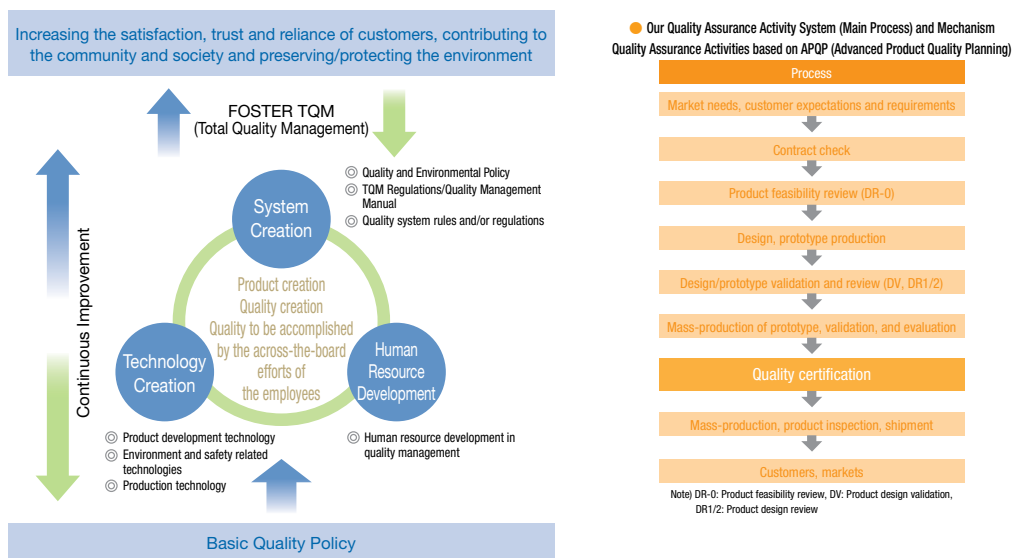 Increasing the satisfaction, trust and reliance of customers, contributing to
the community and society and preserving/protecting the environment
FOSTER TQM
(Total Quality Management)
Continuous Improvement
◎ Quality and Environmental Policy
◎ TQM Regulations/Quality Management
Manual
◎ Quality system rules and/or regulations
System
Creation
Product creation
Quality creation
Quality to be accomplished
by the across-the-board
efforts of
the employees
Technology
Creation
Human
Resource
Development
◎ Product development technology
◎ Environment and safety related
technologies
◎ Production technology
◎ Human resource development in
quality management
Basic Quality Policy
● Our Quality Assurance Activity System (Main Process) and Mechanism
Quality Assurance Activities based on APQP (Advanced Product Quality Planning)
Process
Market needs, customer expectations and requirements
Contract check
Product feasibility review (DR-0)
Design, prototype production
Design/prototype validation and review (DV, DR1/2)
Mass-production of prototype, validation, and evaluation
Quality certification
Mass-production, product inspection, shipment
Customers, markets
Note) DR-0: Product feasibility review, DV: Product design validation,
DR1/2: Product design review